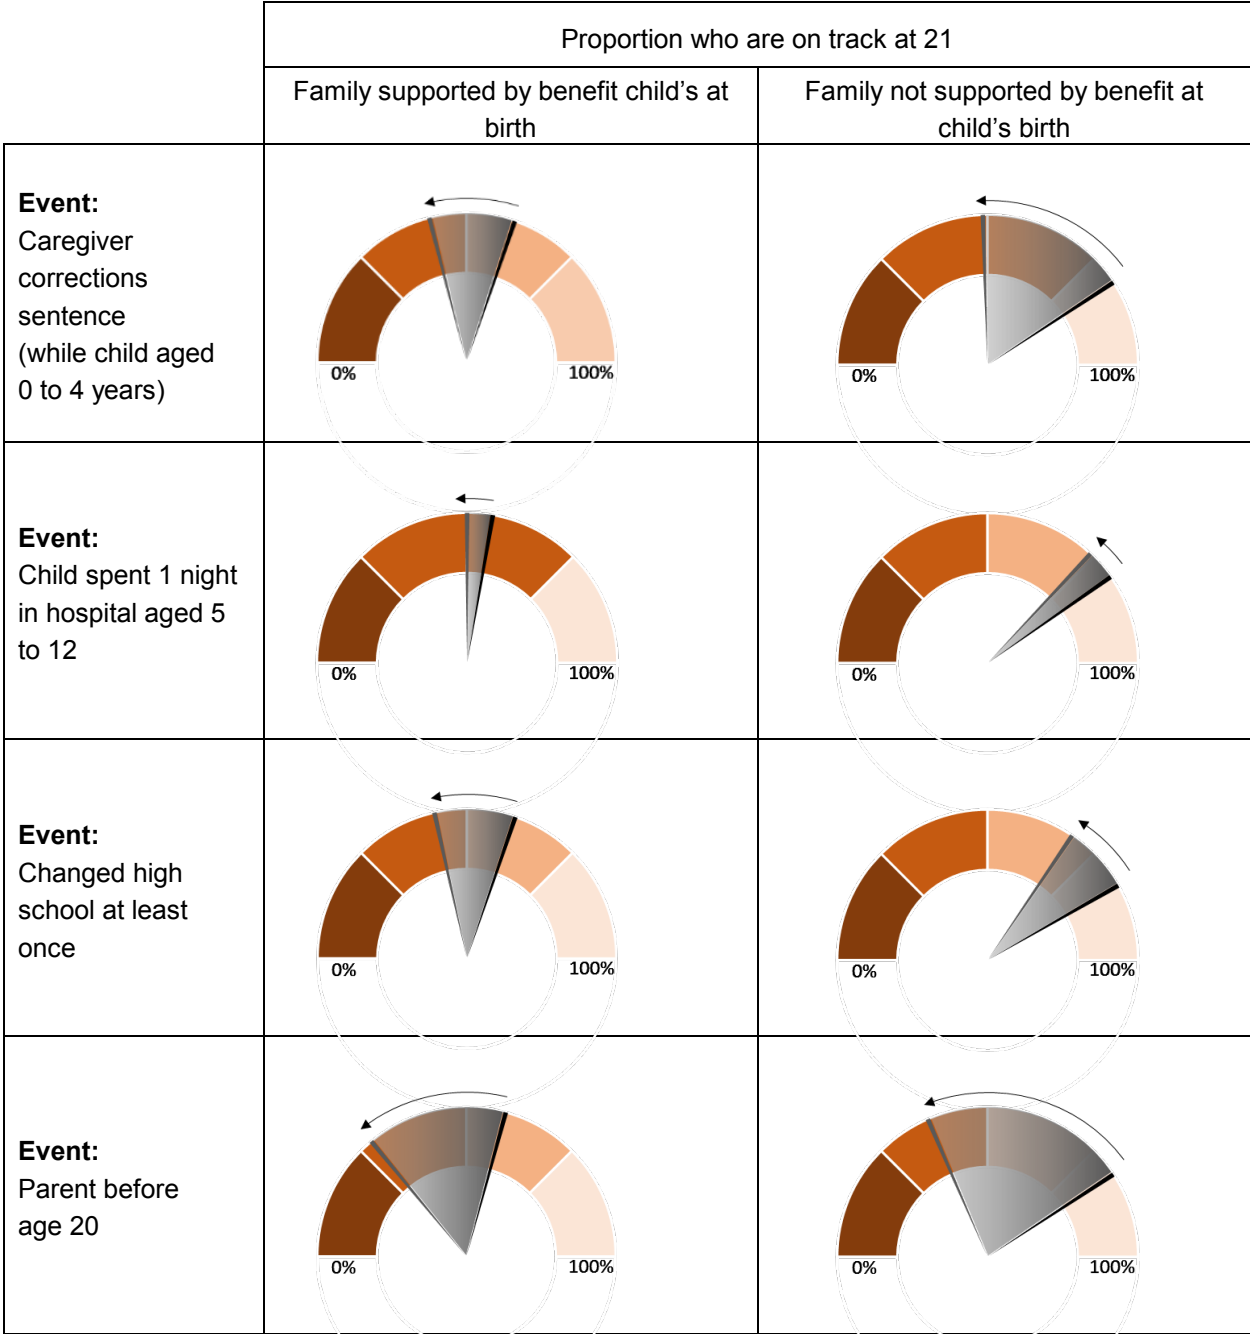 Proportion who are on track at 21
Family supported by benefit child's at
birth
Family not supported by benefit at
child's birth
Event:
Caregiver
corrections
sentence
(while child aged
0 to 4 years)
0%
100%
0%
100%
Event:
Child spent 1 night
in hospital aged 5
to 12
0%
100%
0%
100%
Event:
Changed high
school at least
once
0%
100%
0%
100%
Event:
Parent before
age 20
0%
100%
0%
100%